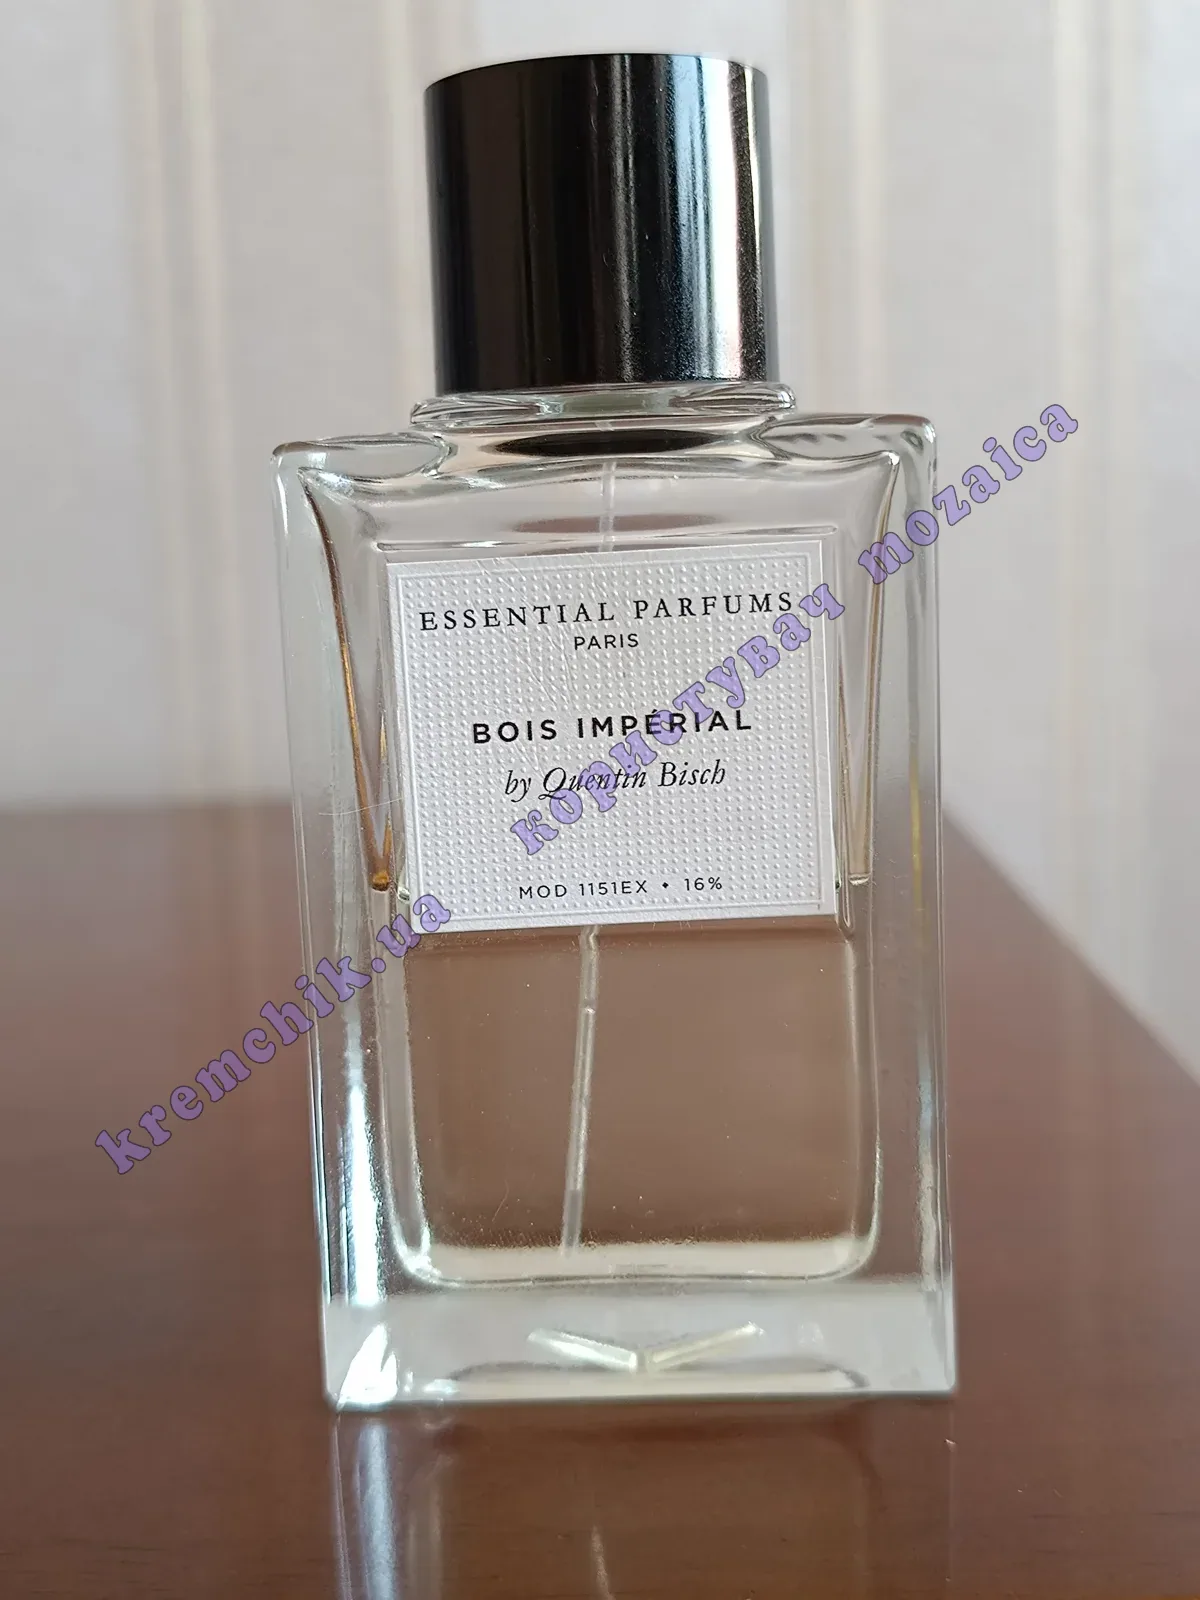 ESSENTIAL PARFUMS
PARIS
BOIS IMPÉRIAL
by Quentin Bisch
MOD 1151EX • 16%
kremchik.ua користувач mozaica